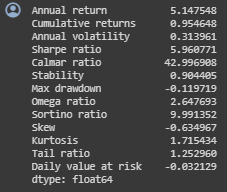 Annual return 5.147548
Cumulative returns 0.954648
Annual volatility 0.313961
Sharpe ratio 5.960771
Calmar ratio 42.996908
Stability 0.904405
Max drawdown -0.119719
Omega ratio 2.647693
Sortino ratio 9.991352
Skew -0.634967
Kurtosis 1.715434
Tail ratio 1.252960
Daily value at risk -0.032129
dtype: float64